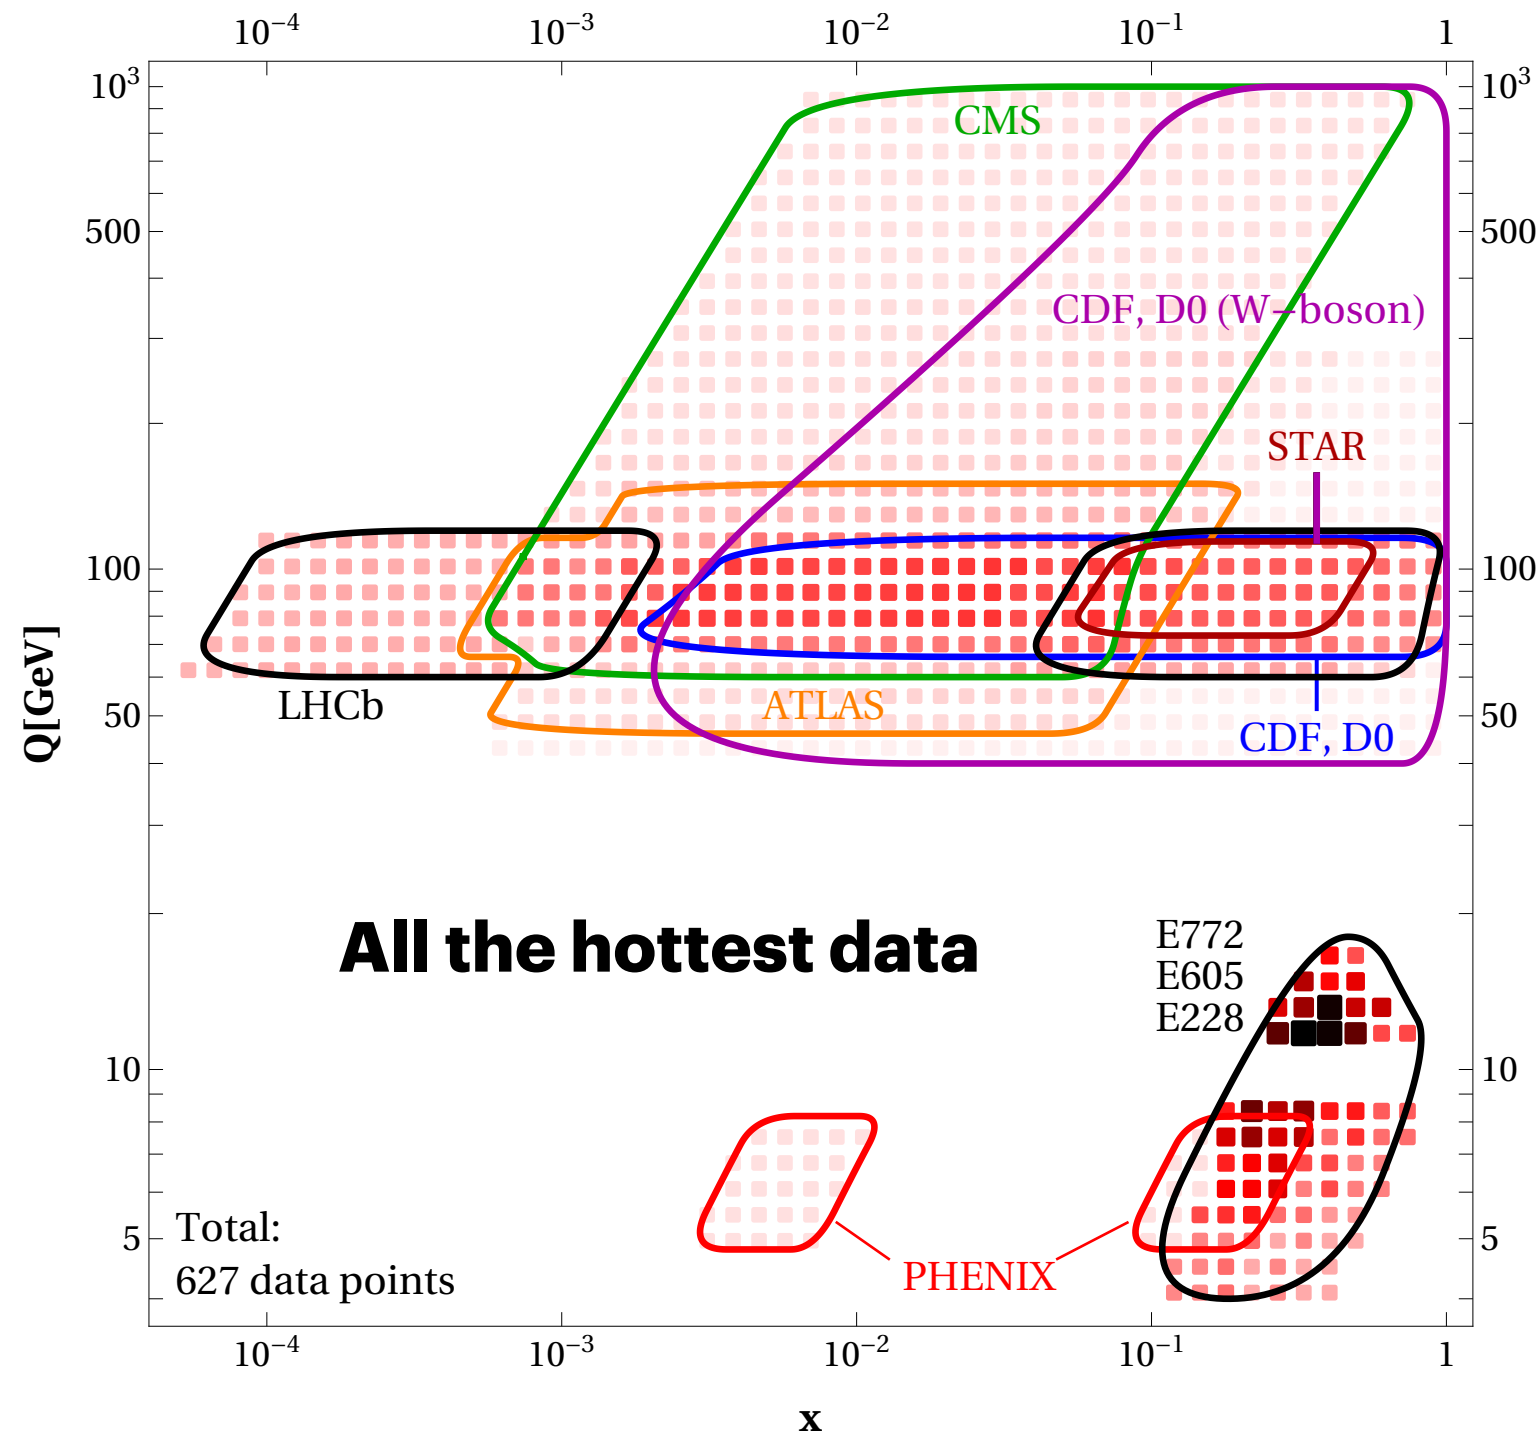 10⁻⁴ 10⁻³ 10⁻² 10⁻¹ 1
10³ 10³
CMS
500 500
CDF, D0 (W−boson)
STAR
100 100
LHCb ATLAS
50 50
CDF, D0
Q[GeV]
All the hottest data
E772
E605
E228
10 10
5 5
Total:
627 data points
PHENIX
10⁻⁴ 10⁻³ 10⁻² 10⁻¹ 1
x